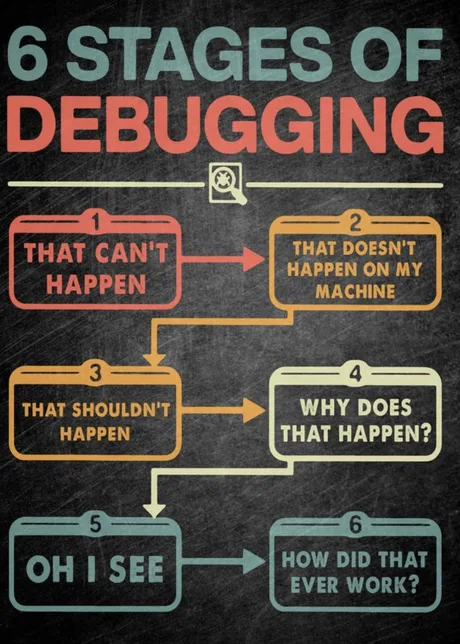 6 STAGES OF
DEBUGGING
1
THAT CAN'T
HAPPEN
2
THAT DOESN'T
HAPPEN ON MY
MACHINE
3
THAT SHOULDN'T
HAPPEN
4
WHY DOES
THAT HAPPEN?
5
OH I SEE
6
HOW DID THAT
EVER WORK?